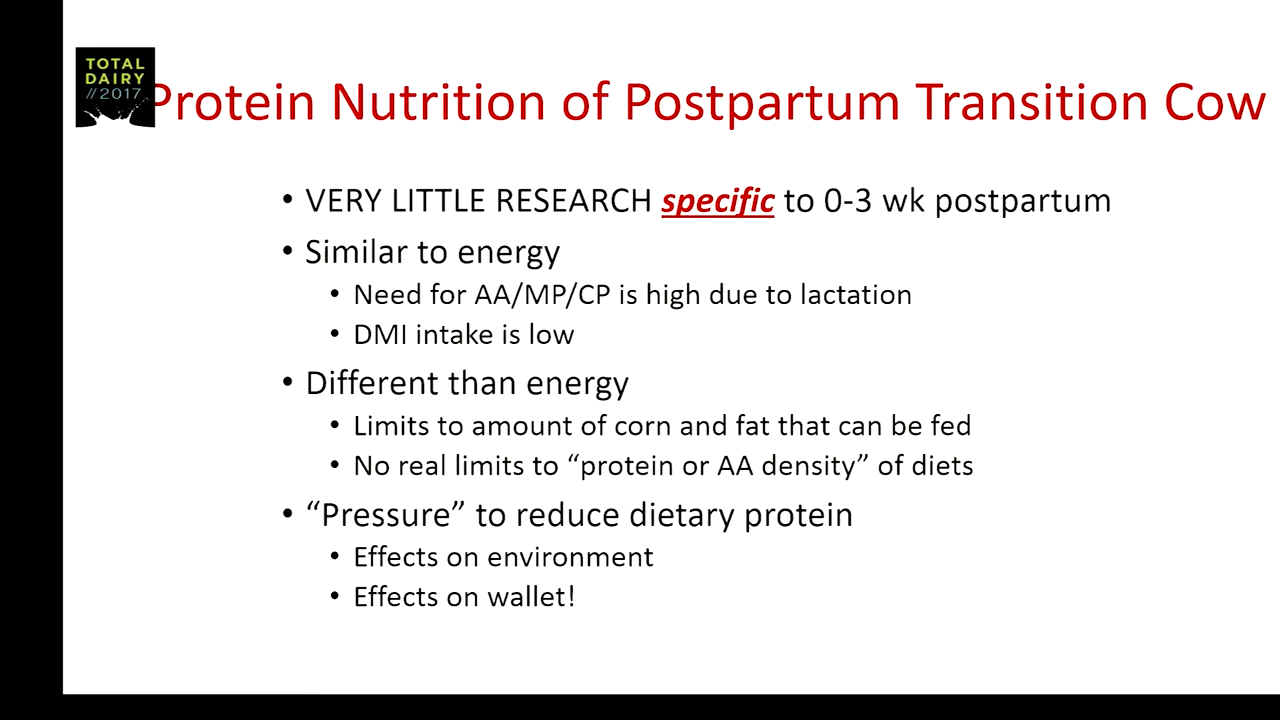 TOTAL
DAIRY
//2017
Protein Nutrition of Postpartum Transition Cow
• VERY LITTLE RESEARCH specific to 0-3 wk postpartum
• Similar to energy
• Need for AA/MP/CP is high due to lactation
• DMI intake is low
• Different than energy
• Limits to amount of corn and fat that can be fed
• No real limits to “protein or AA density” of diets
• “Pressure” to reduce dietary protein
• Effects on environment
• Effects on wallet!